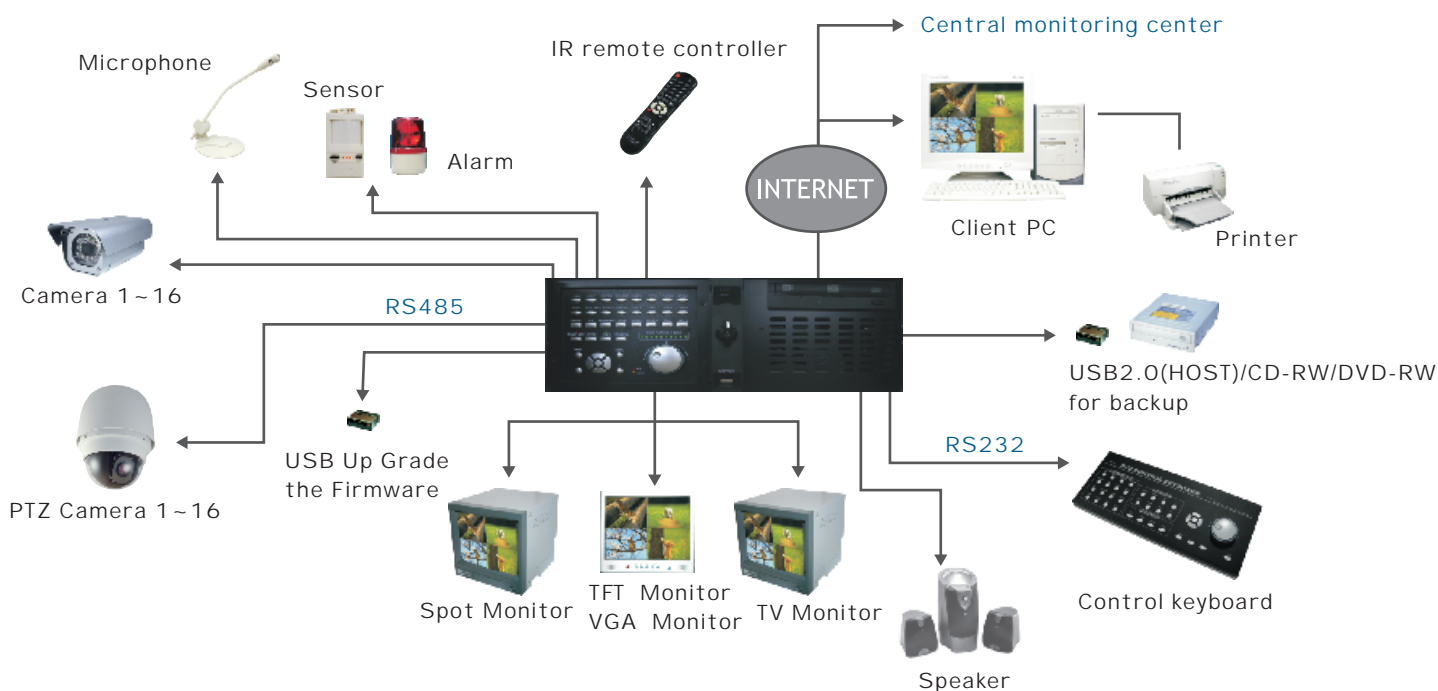 Central monitoring center
IR remote controller
Microphone
Sensor
Alarm
INTERNET
Client PC
Printer
Camera 1~16
RS485
USB2.0(HOST)/CD-RW/DVD-RW
for backup
RS232
USB Up Grade
the Firmware
PTZ Camera 1~16
Spot Monitor
TFT Monitor
VGA Monitor
TV Monitor
Control keyboard
Speaker